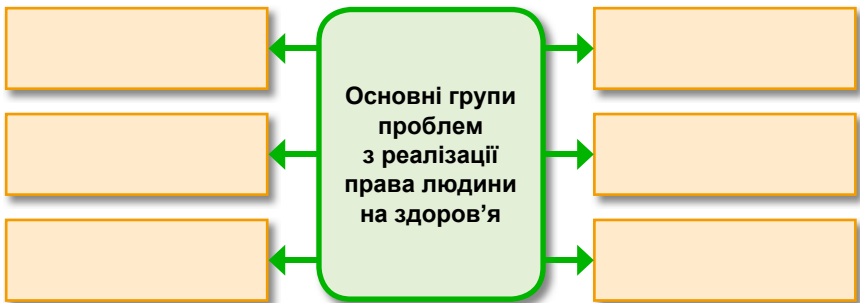 Основні групи
проблем
з реалізації
права людини
на здоров’я